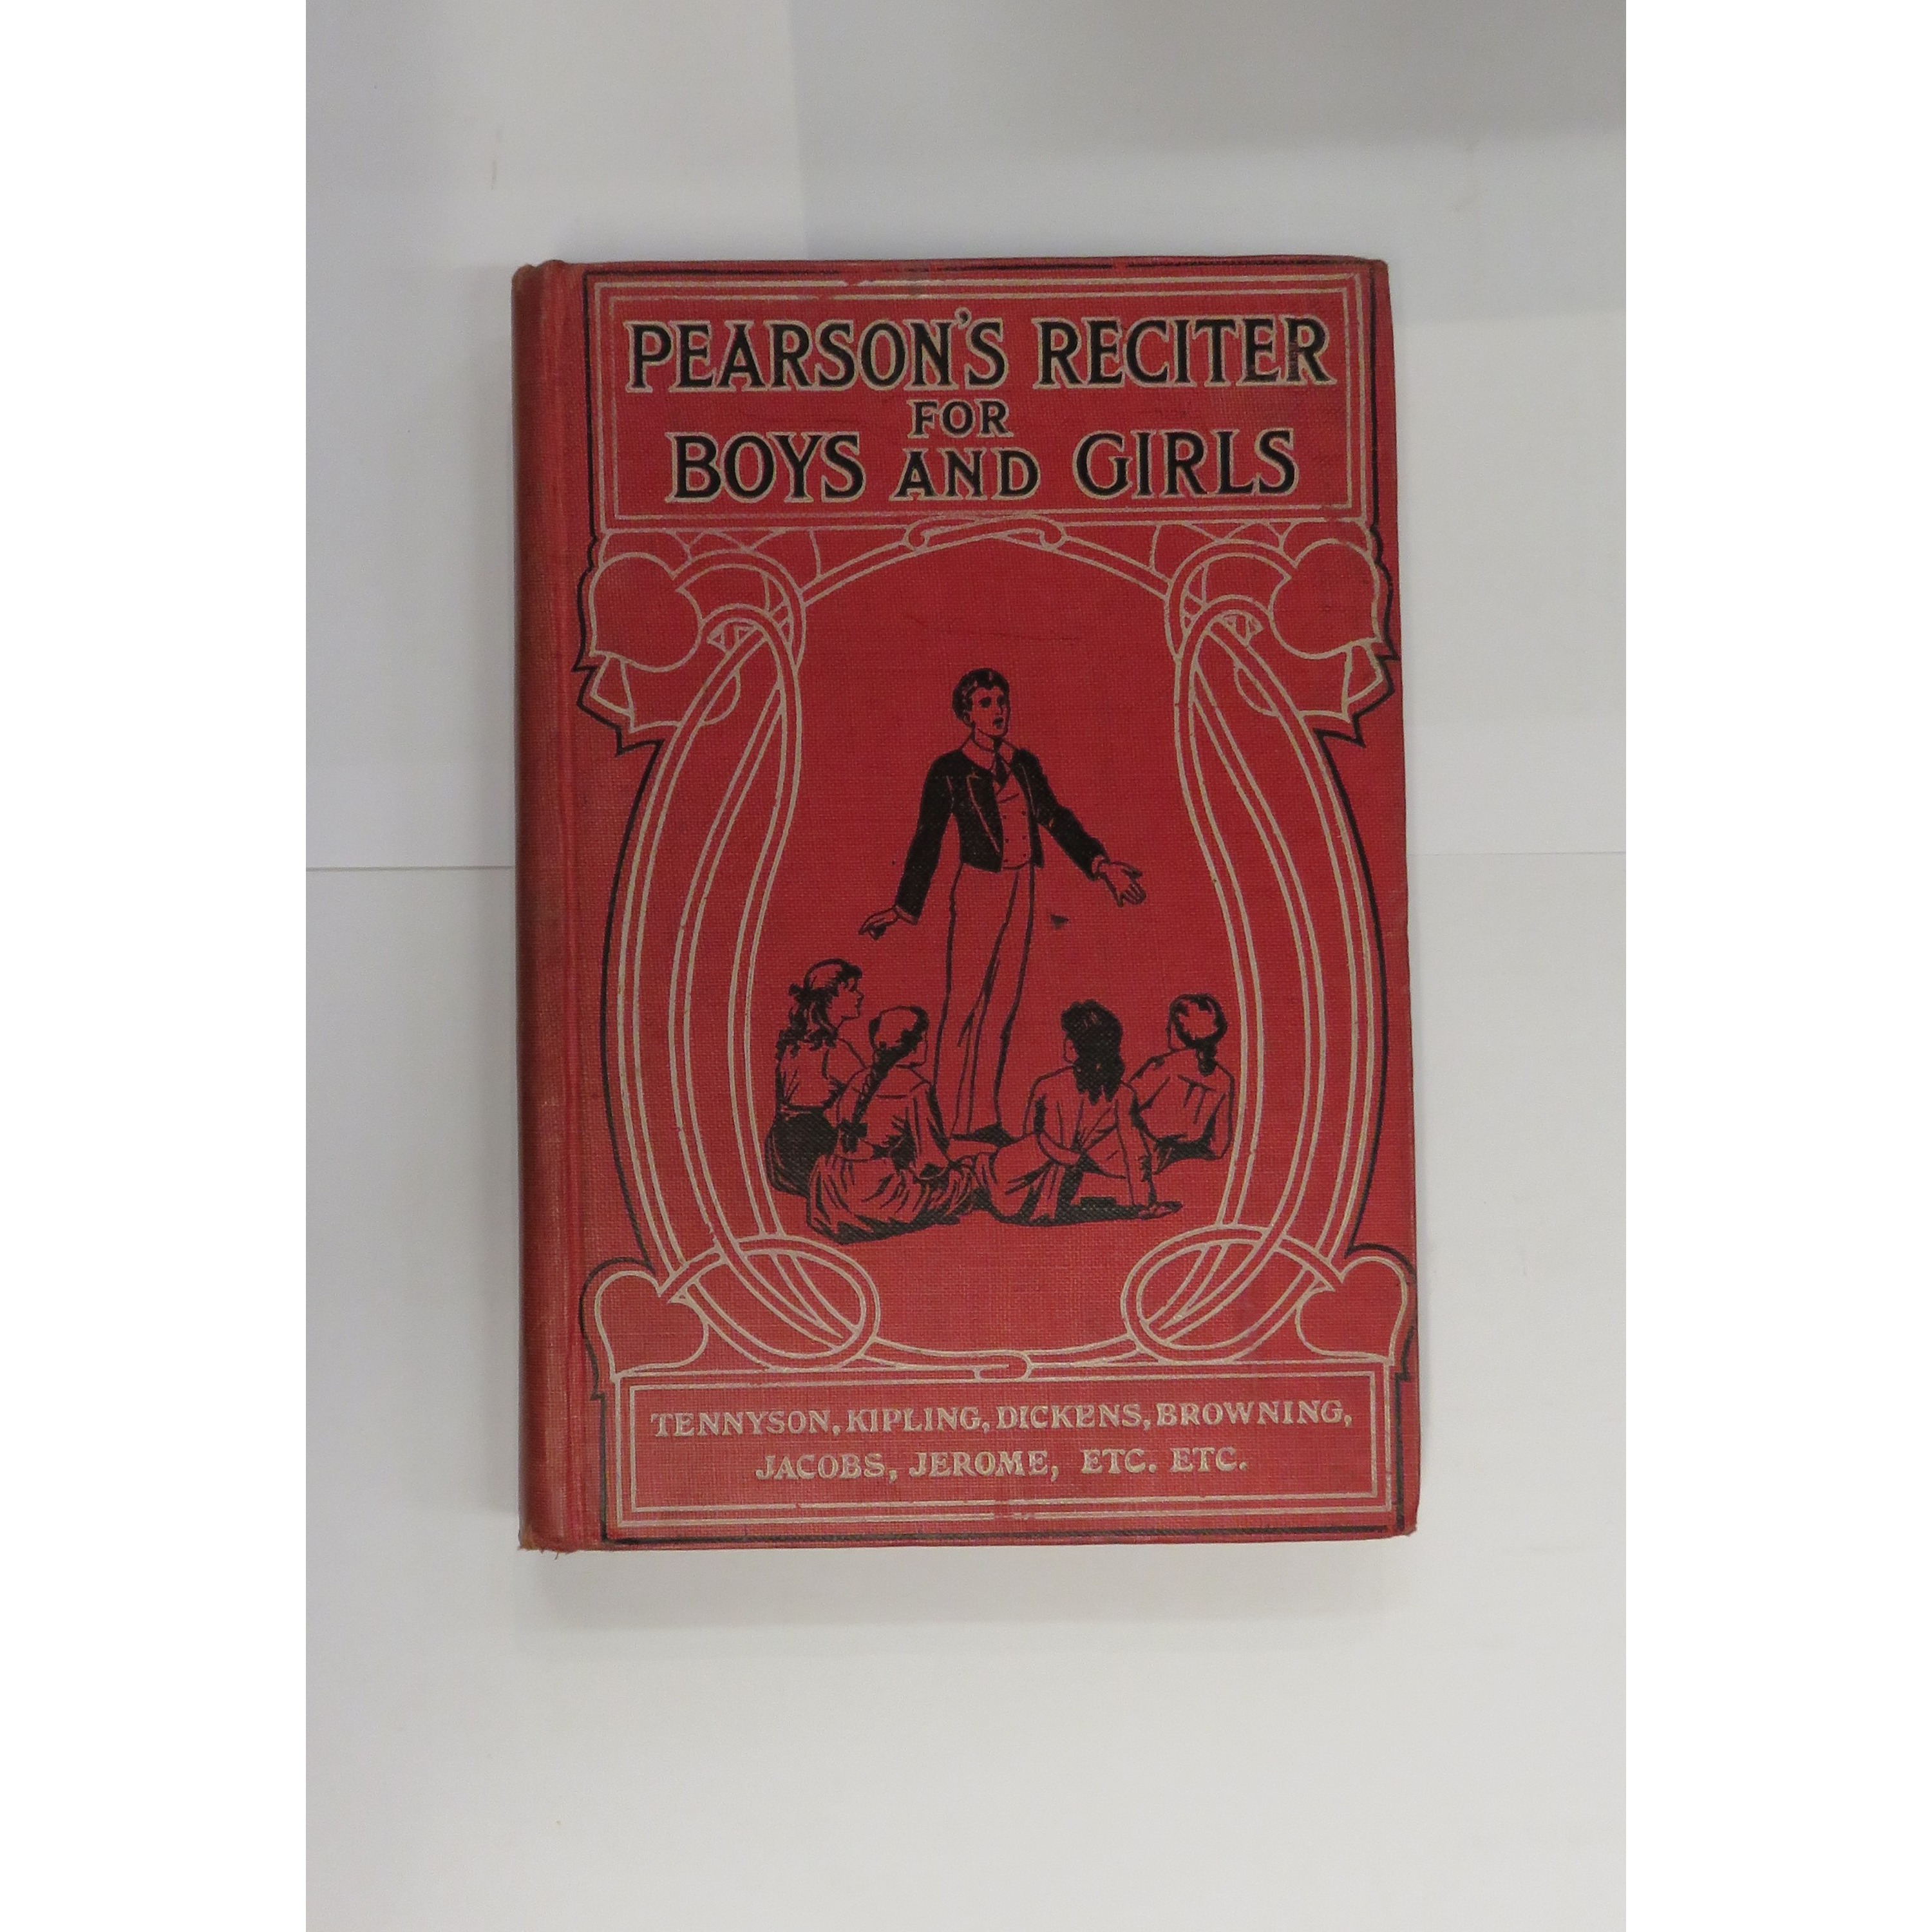 PEARSON'S RECITER
FOR
BOYS AND GIRLS
TENNYSON, KIPLING, DICKENS, BROWNING,
JACOBS, JEROME, ETC. ETC.